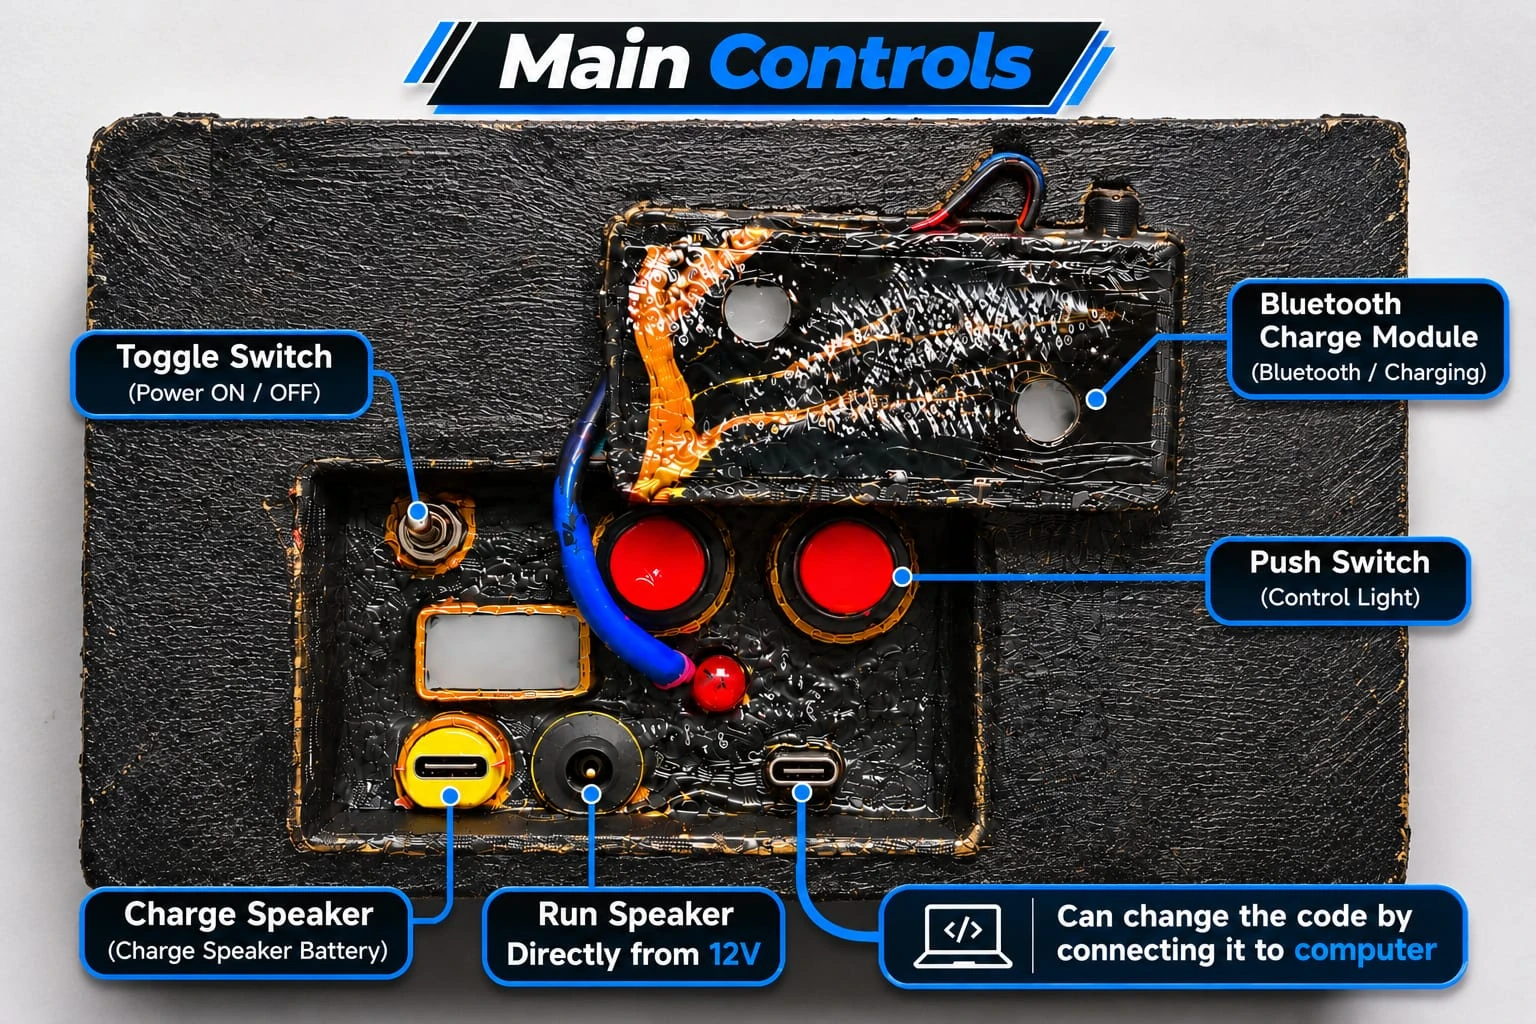 Main Controls
Toggle Switch
(Power ON / OFF)
Bluetooth
Charge Module
(Bluetooth / Charging)
Push Switch
(Control Light)
Charge Speaker
(Charge Speaker Battery)
Run Speaker
Directly from 12V
</>
Can change the code by
connecting it to computer